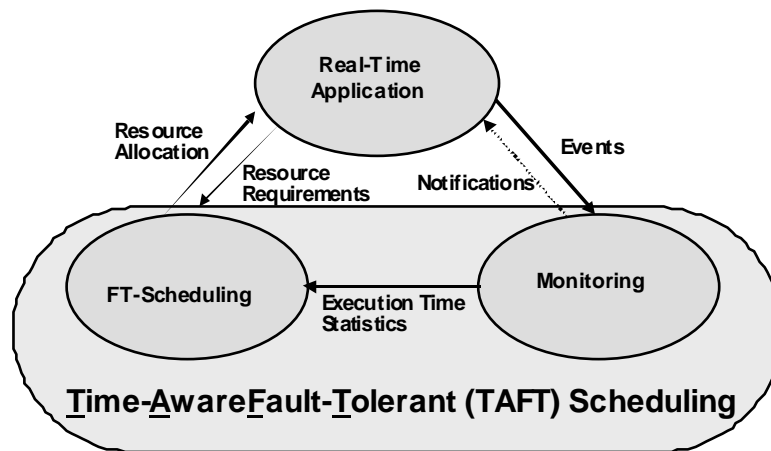 Real-Time
Application
Resource
Allocation
Events
Resource
Requirements
Notifications
FT-Scheduling
Monitoring
Execution Time
Statistics
Time-AwareFault-Tolerant (TAFT) Scheduling